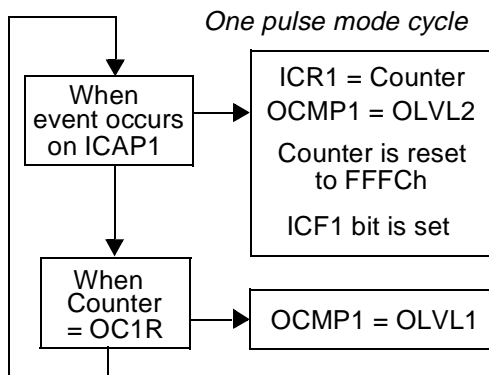 One pulse mode cycle
When
event occurs
on ICAP1
ICR1 = Counter
OCMP1 = OLVL2
Counter is reset
to FFFCh
ICF1 bit is set
When
Counter
= OC1R
OCMP1 = OLVL1